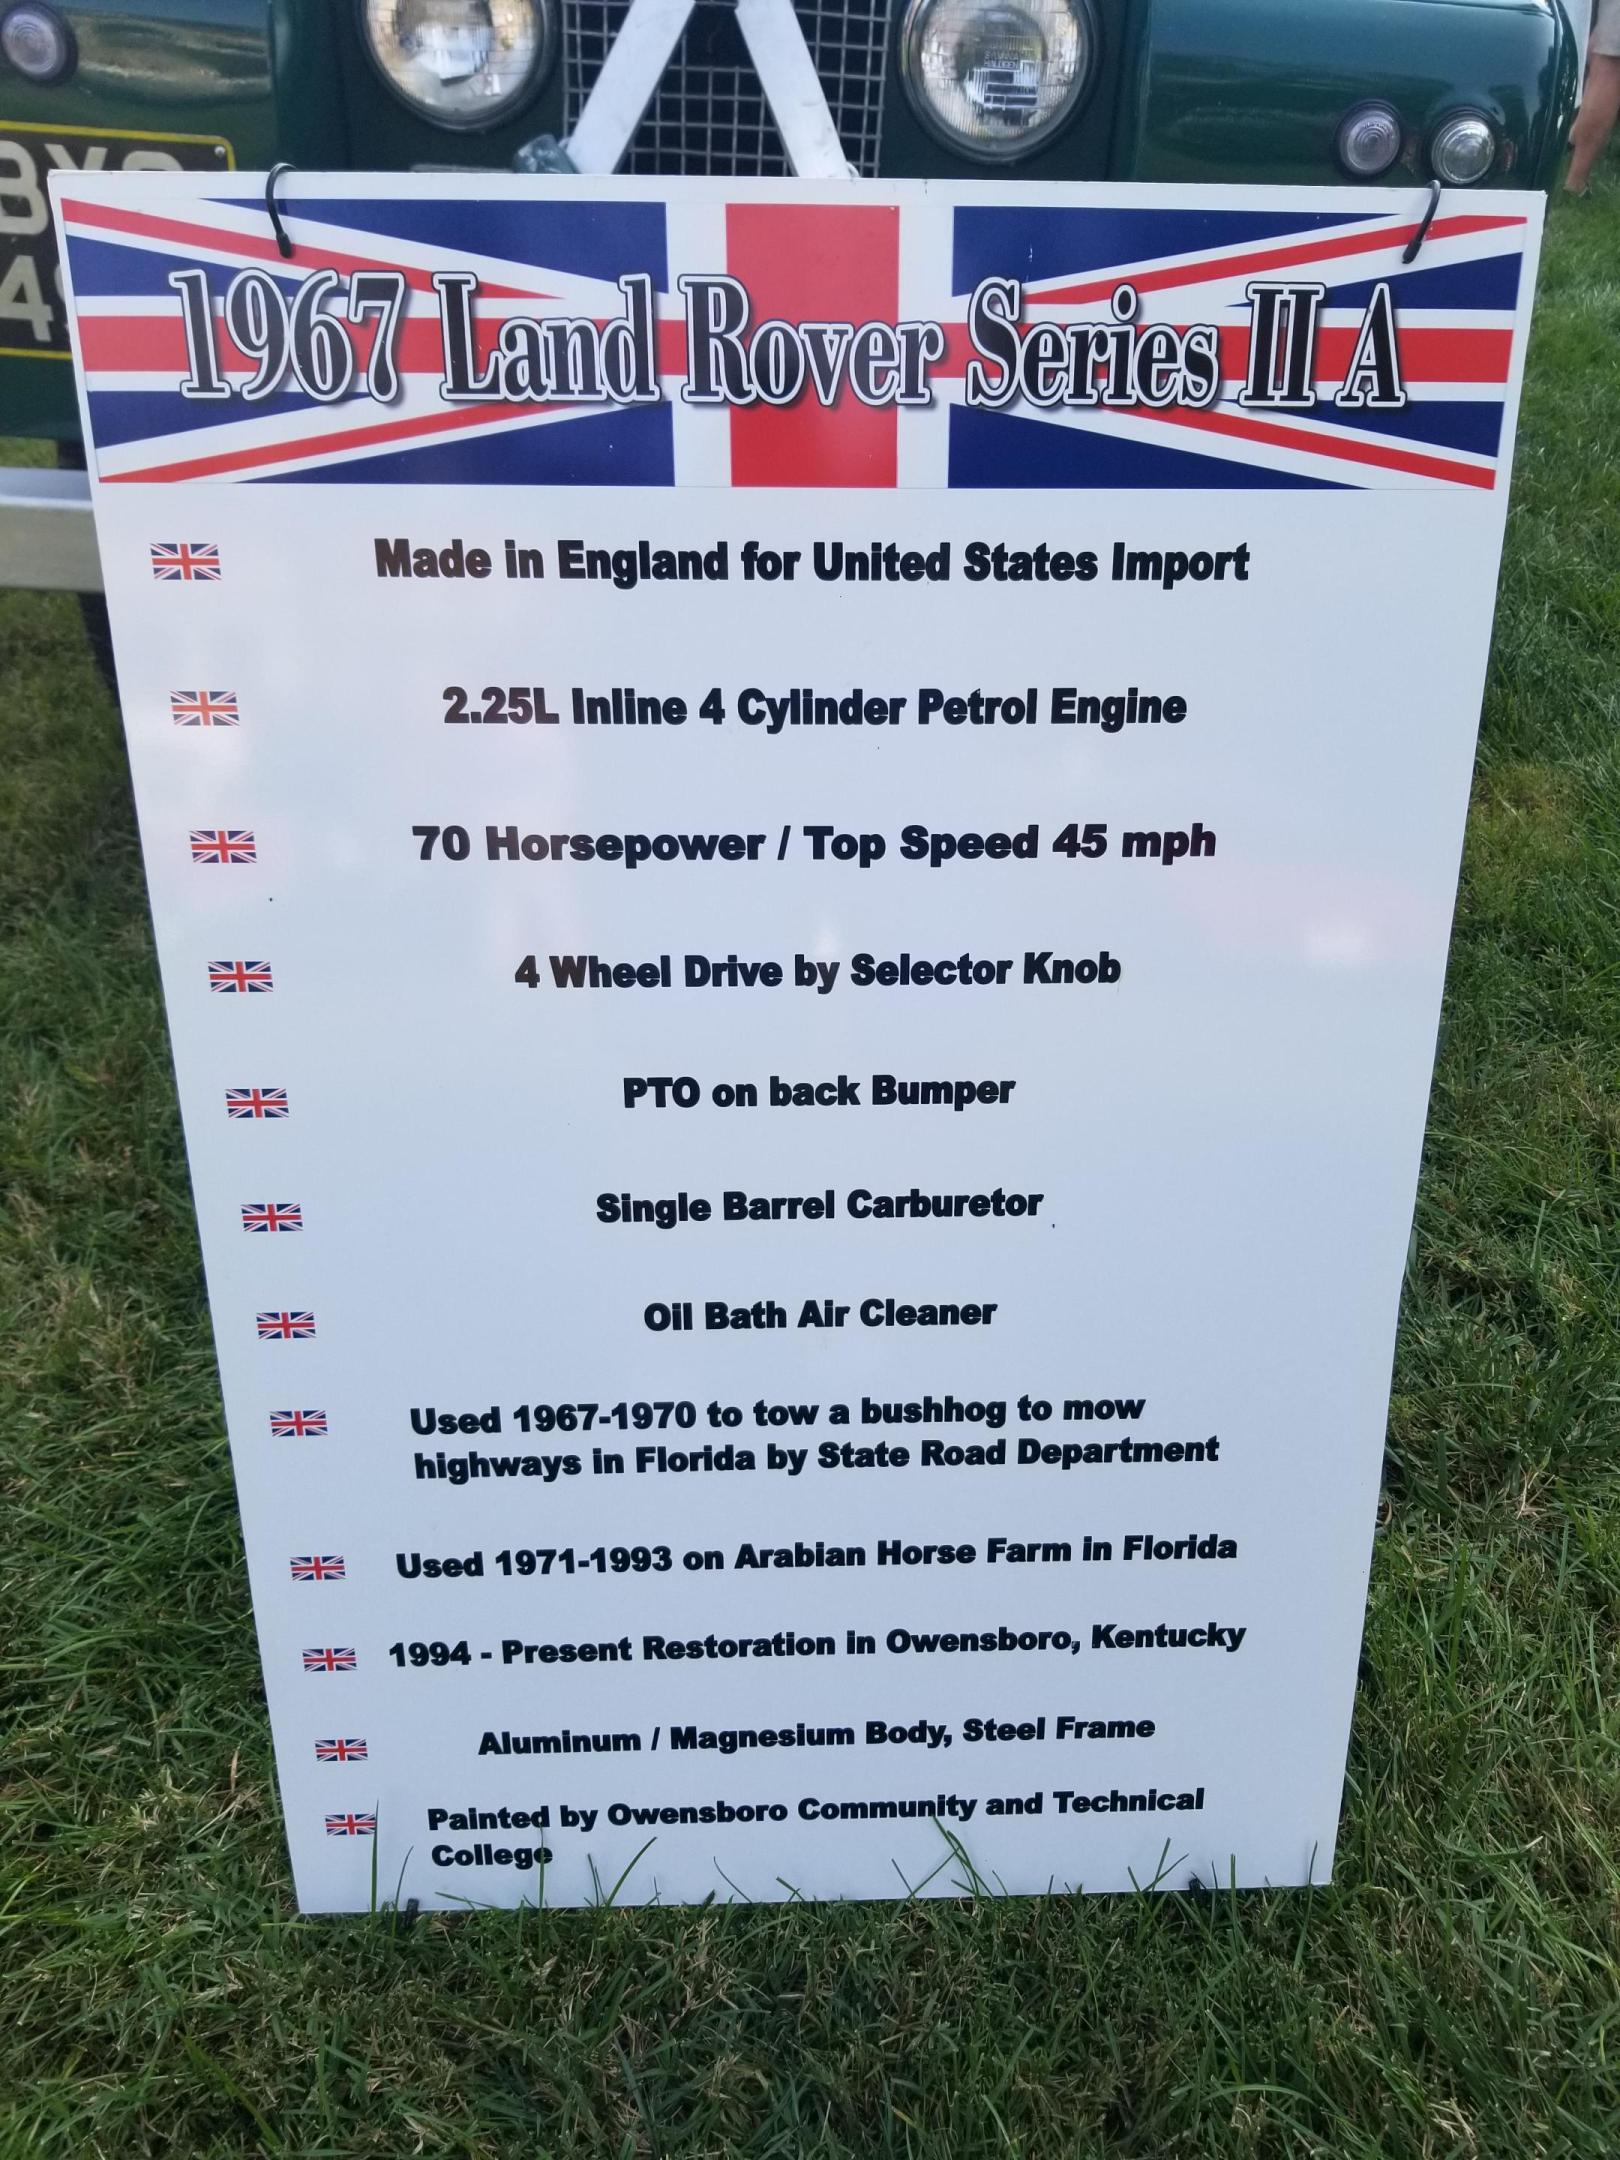 1967 Land Rover Series II A
Made in England for United States Import
2.25L Inline 4 Cylinder Petrol Engine
70 Horsepower / Top Speed 45 mph
4 Wheel Drive by Selector Knob
PTO on back Bumper
Single Barrel Carburetor
Oil Bath Air Cleaner
Used 1967-1970 to tow a bushhog to mow
highways in Florida by State Road Department
Used 1971-1993 on Arabian Horse Farm in Florida
1994 - Present Restoration in Owensboro, Kentucky
Aluminum / Magnesium Body, Steel Frame
Painted by Owensboro Community and Technical
College